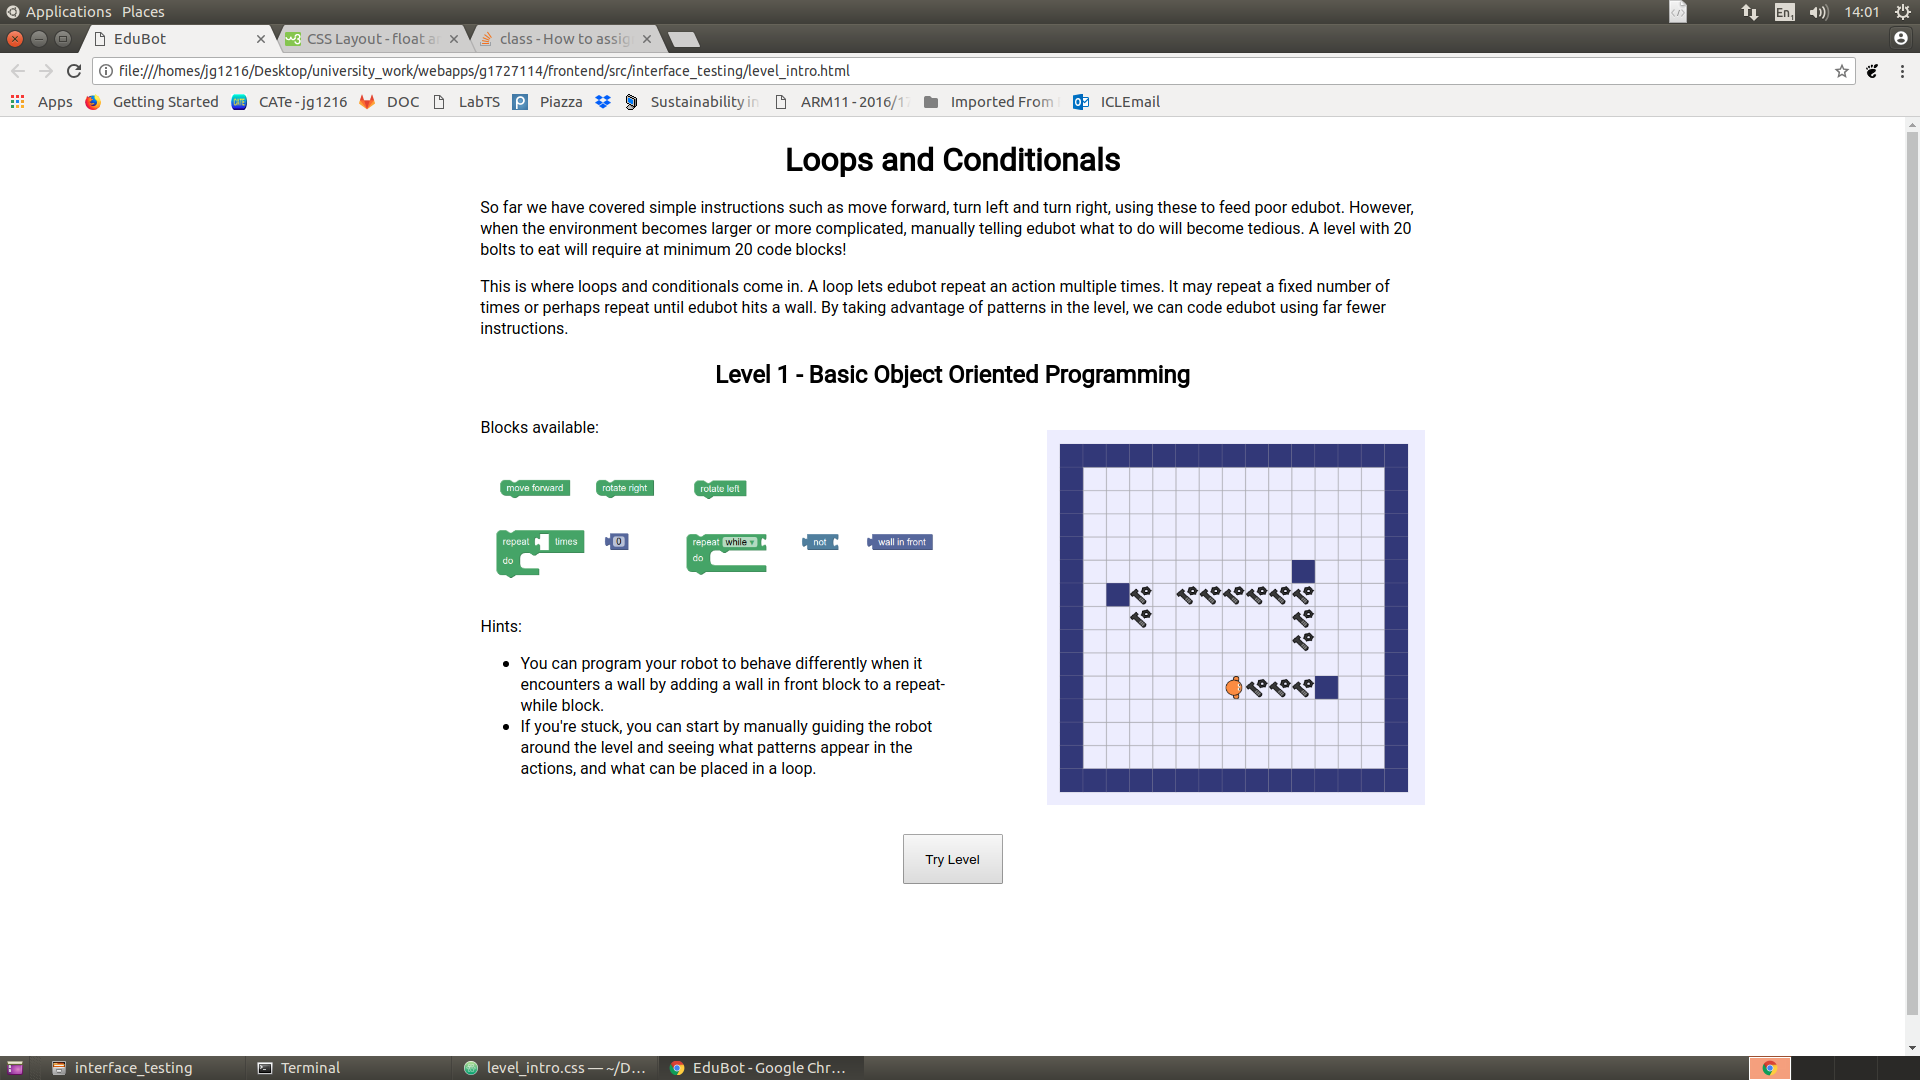 Applications Places
En1 14:01
EduBot
CSS Layout - float a
class - How to assig
file:///homes/jg1216/Desktop/university_work/webapps/g1727114/frontend/src/interface_testing/level_intro.html
Apps Getting Started CATe - jg1216 DOC LabTS Piazza Sustainability in ARM11 - 2016/17 Imported From ICLEmail
Loops and Conditionals
So far we have covered simple instructions such as move forward, turn left and turn right, using these to feed poor edubot. However,
when the environment becomes larger or more complicated, manually telling edubot what to do will become tedious. A level with 20
bolts to eat will require at minimum 20 code blocks!
This is where loops and conditionals come in. A loop lets edubot repeat an action multiple times. It may repeat a fixed number of
times or perhaps repeat until edubot hits a wall. By taking advantage of patterns in the level, we can code edubot using far fewer
instructions.
Level 1 - Basic Object Oriented Programming
Blocks available:
move forward rotate right rotate left
repeat times 0 repeat while not wall in front
do do
Hints:
You can program your robot to behave differently when it
encounters a wall by adding a wall in front block to a repeat-
while block.
If you're stuck, you can start by manually guiding the robot
around the level and seeing what patterns appear in the
actions, and what can be placed in a loop.
Try Level
interface_testing Terminal level_intro.css — ~/D... EduBot - Google Chr...